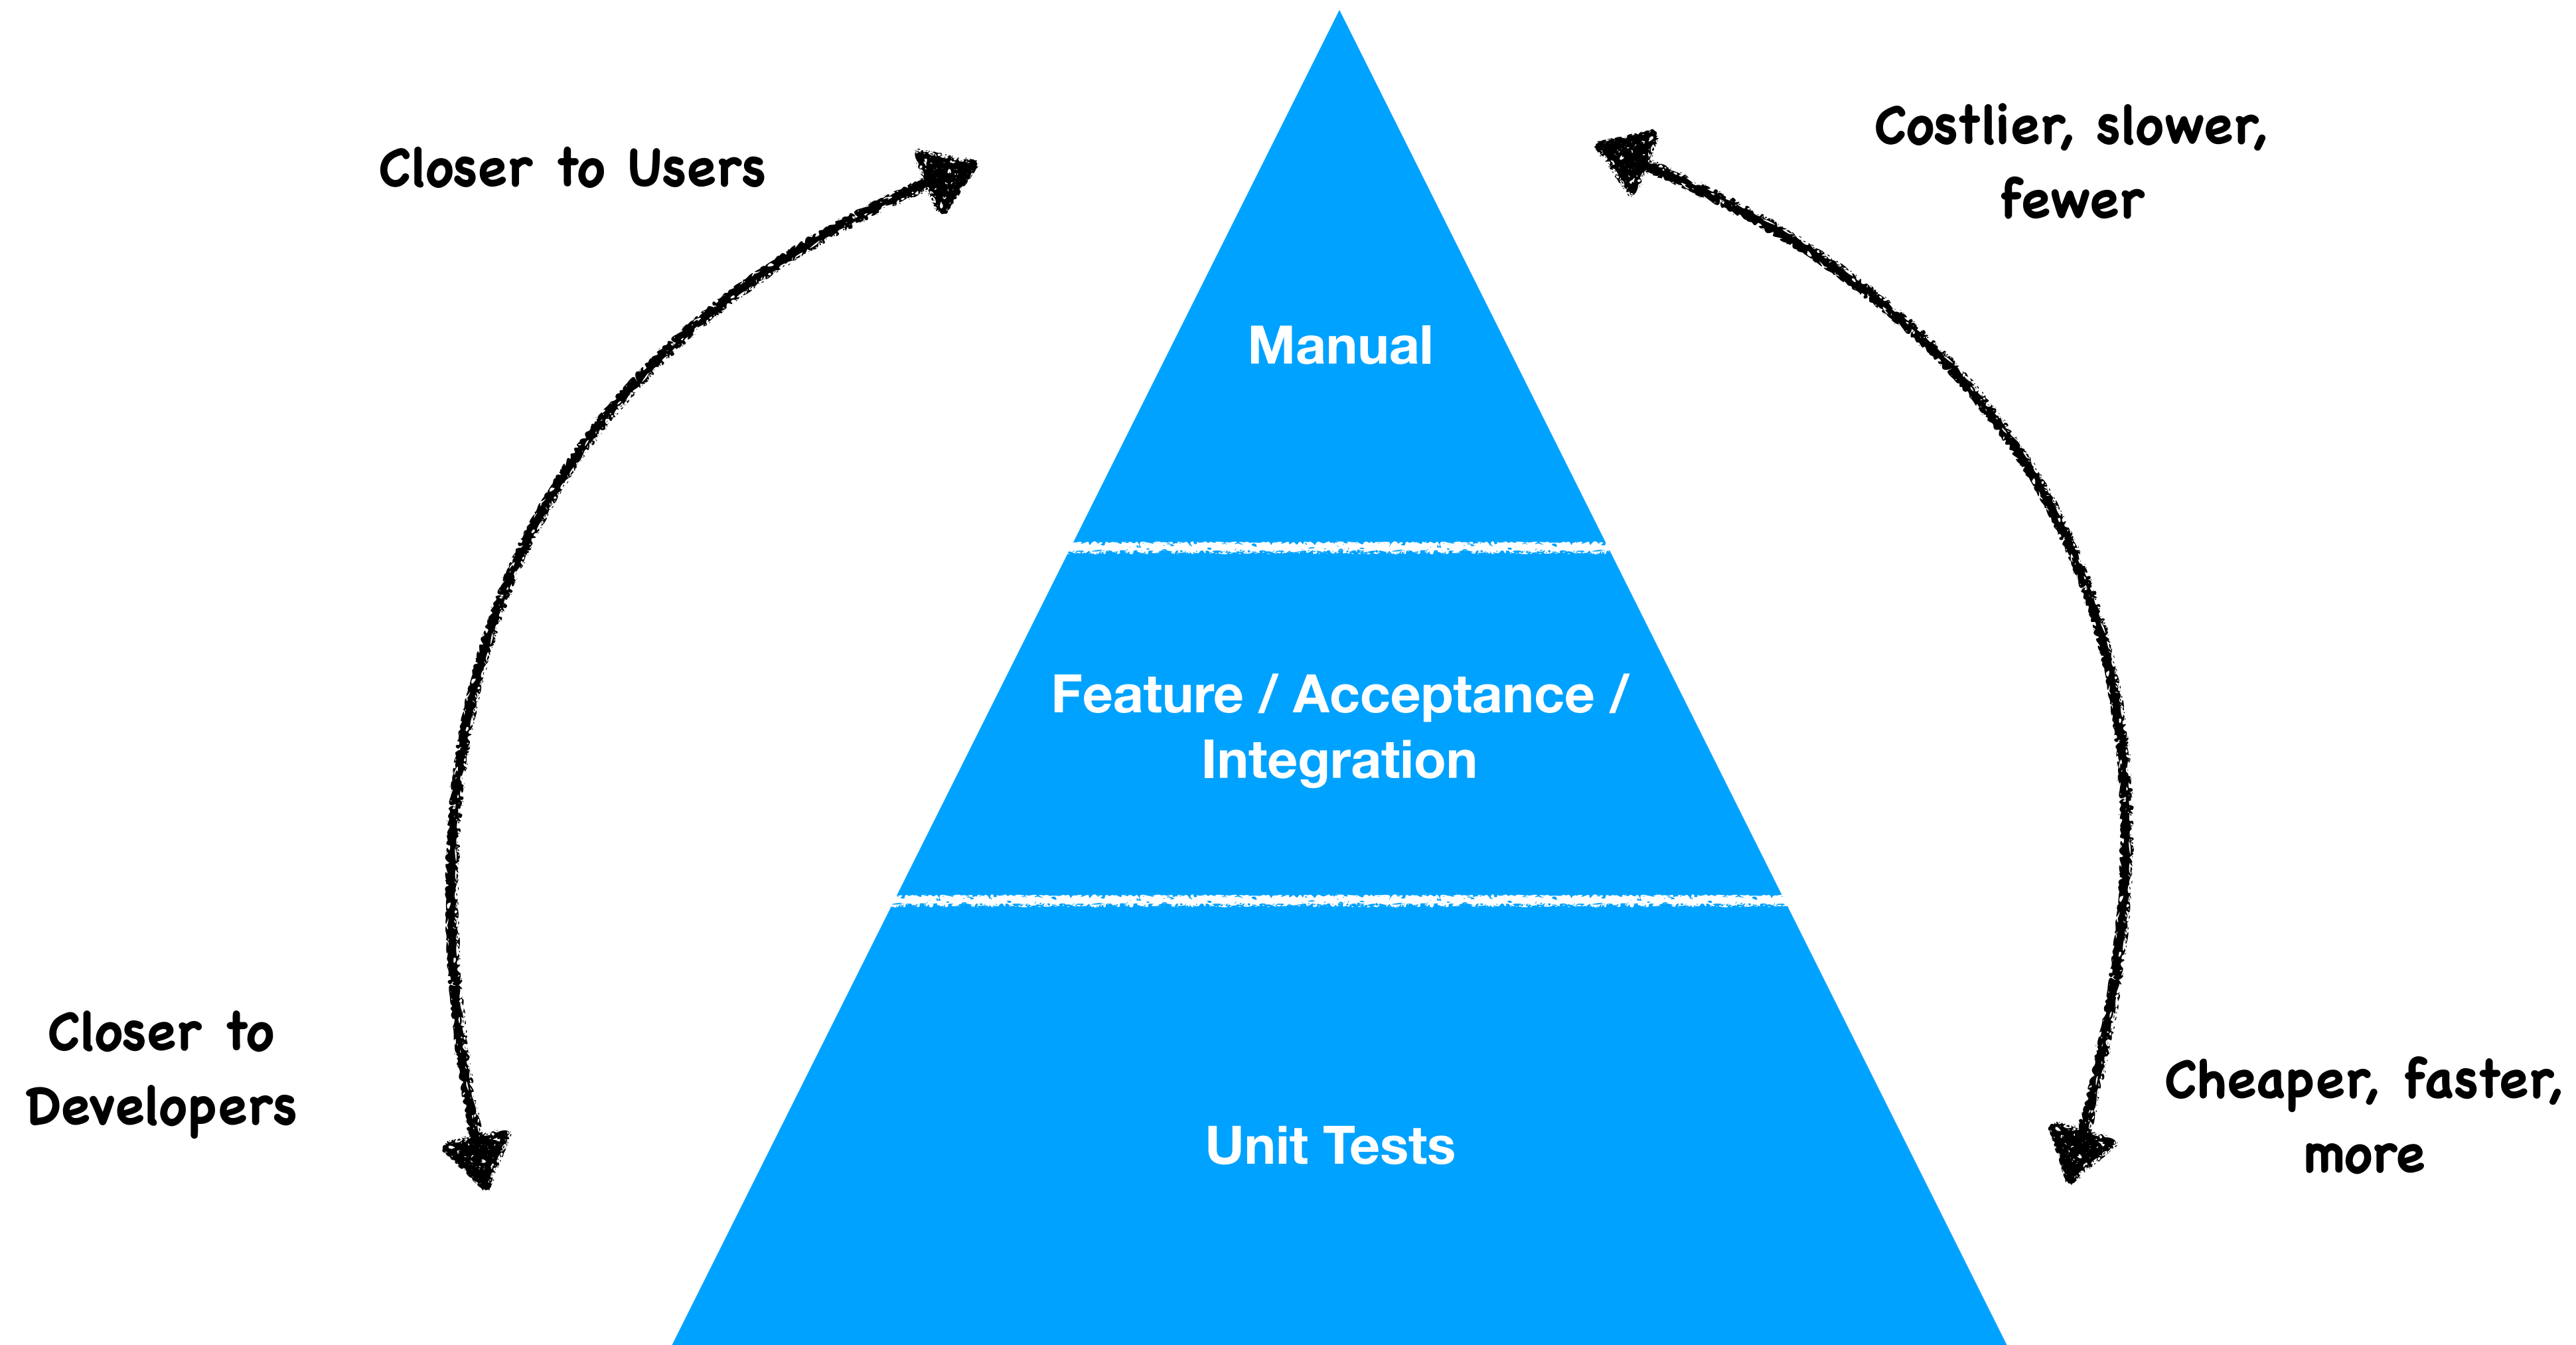 Closer to Users
Costlier, slower,
fewer
Manual
Feature / Acceptance /
Integration
Closer to
Developers
Unit Tests
Cheaper, faster,
more